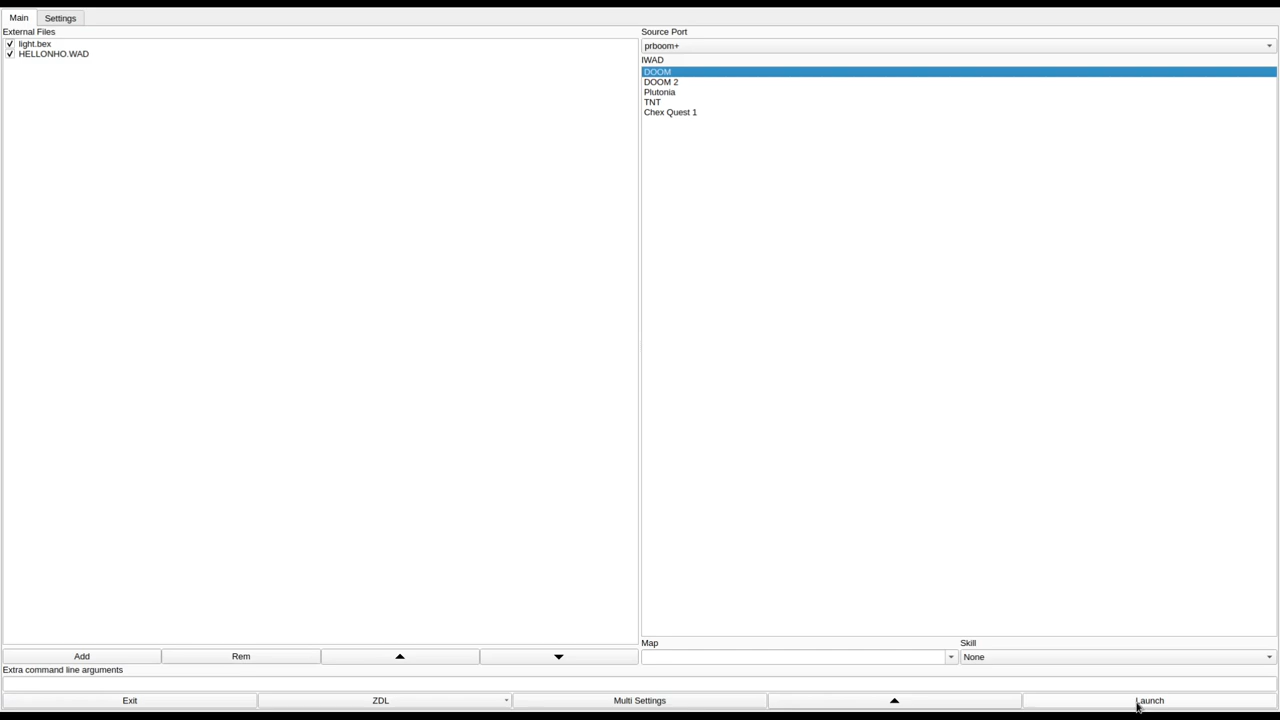 Main Settings
External Files
light.bex
HELLONHO.WAD
Source Port
prboom+
IWAD
DOOM
DOOM 2
Plutonia
TNT
Chex Quest 1
Add Rem
Map Skill
None
Extra command line arguments
Exit ZDL Multi Settings Launch